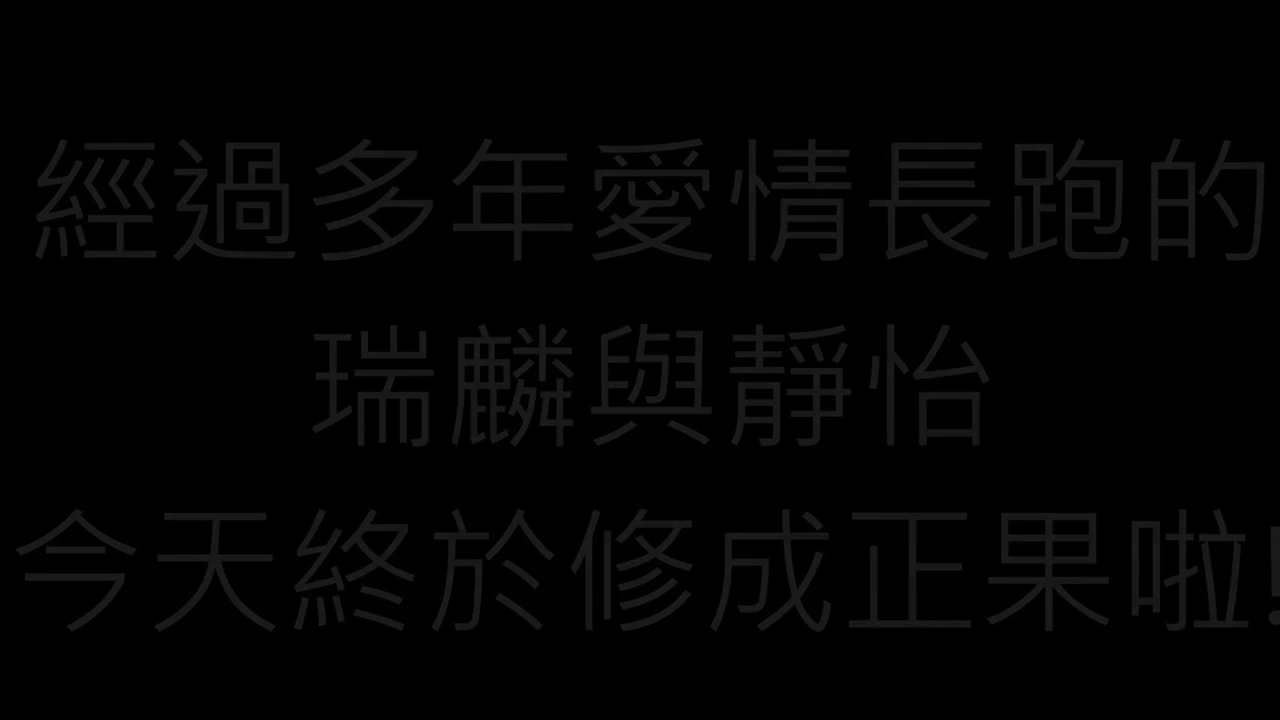 經過多年愛情長跑的
瑞麟與靜怡
今天終於修成正果啦!